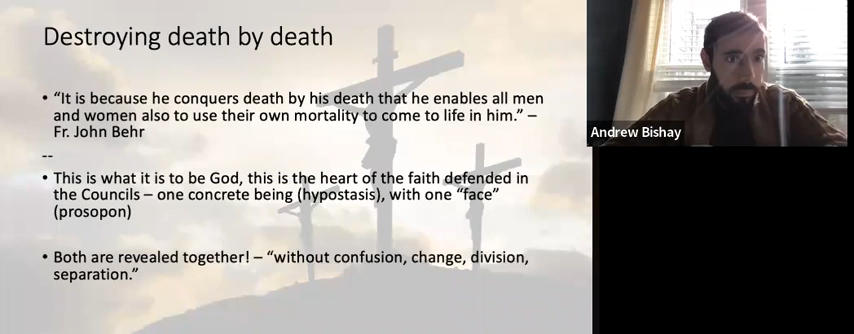 Destroying death by death
• “It is because he conquers death by his death that he enables all men
and women also to use their own mortality to come to life in him.” –
Fr. John Behr
--
• This is what it is to be God, this is the heart of the faith defended in
the Councils – one concrete being (hypostasis), with one “face”
(prosopon)
• Both are revealed together! – “without confusion, change, division,
separation.”
Andrew Bishay